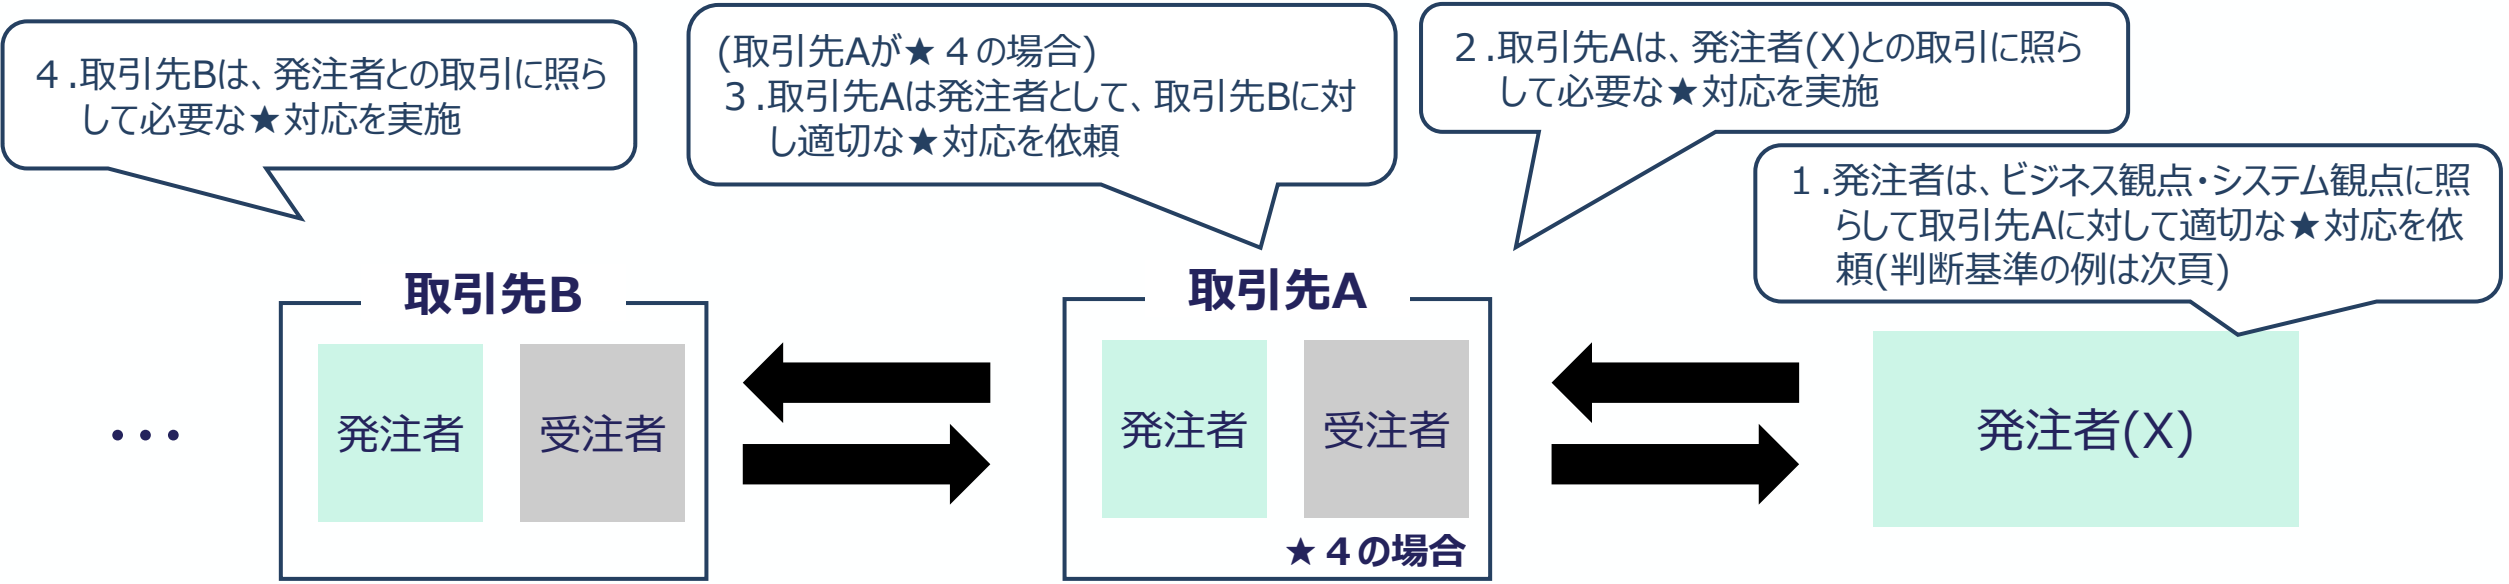 ４.取引先Bは、発注者との取引に照ら
して必要な★対応を実施
(取引先Aが★４の場合)
３.取引先Aは発注者として、取引先Bに対
し適切な★対応を依頼
２.取引先Aは、発注者(X)との取引に照ら
して必要な★対応を実施
１.発注者は、ビジネス観点・システム観点に照
らして取引先Aに対して適切な★対応を依
頼(判断基準の例は次頁)
取引先B
取引先A
・・・
発注者
受注者
発注者
受注者
発注者(X)
★４の場合